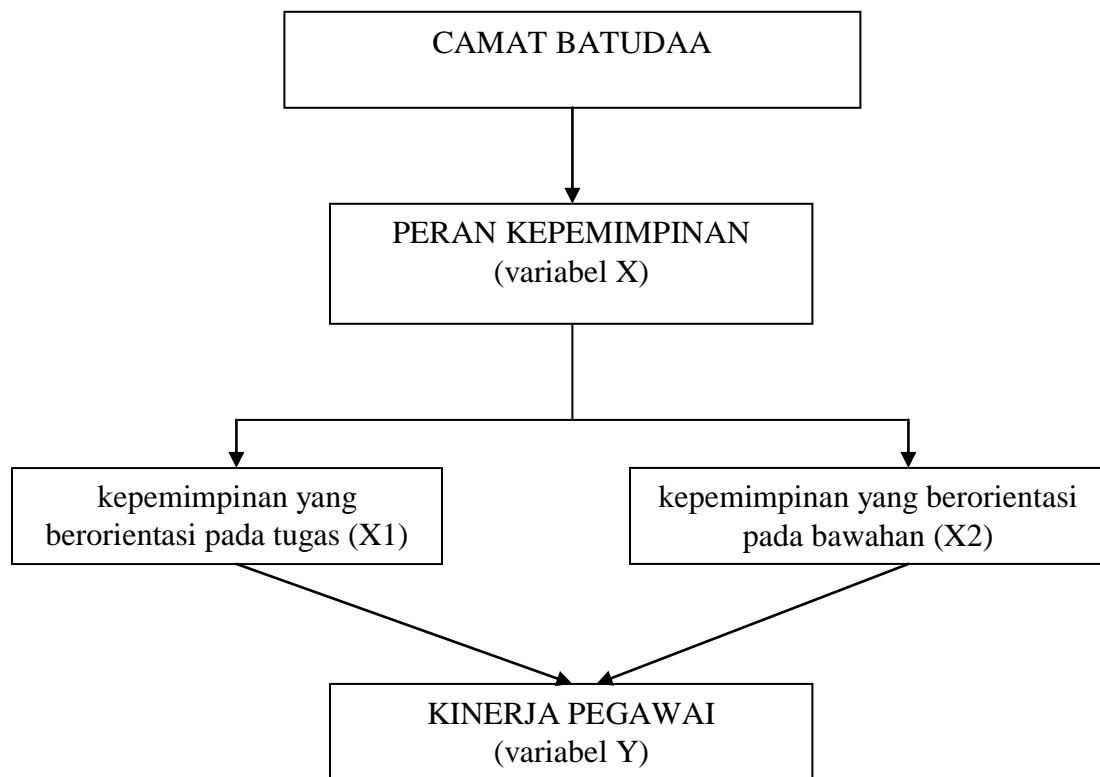 CAMAT BATUDAA
PERAN KEPEMIMPINAN
(variabel X)
kepemimpinan yang
berorientasi pada tugas (X1)
kepemimpinan yang berorientasi
pada bawahan (X2)
KINERJA PEGAWAI
(variabel Y)